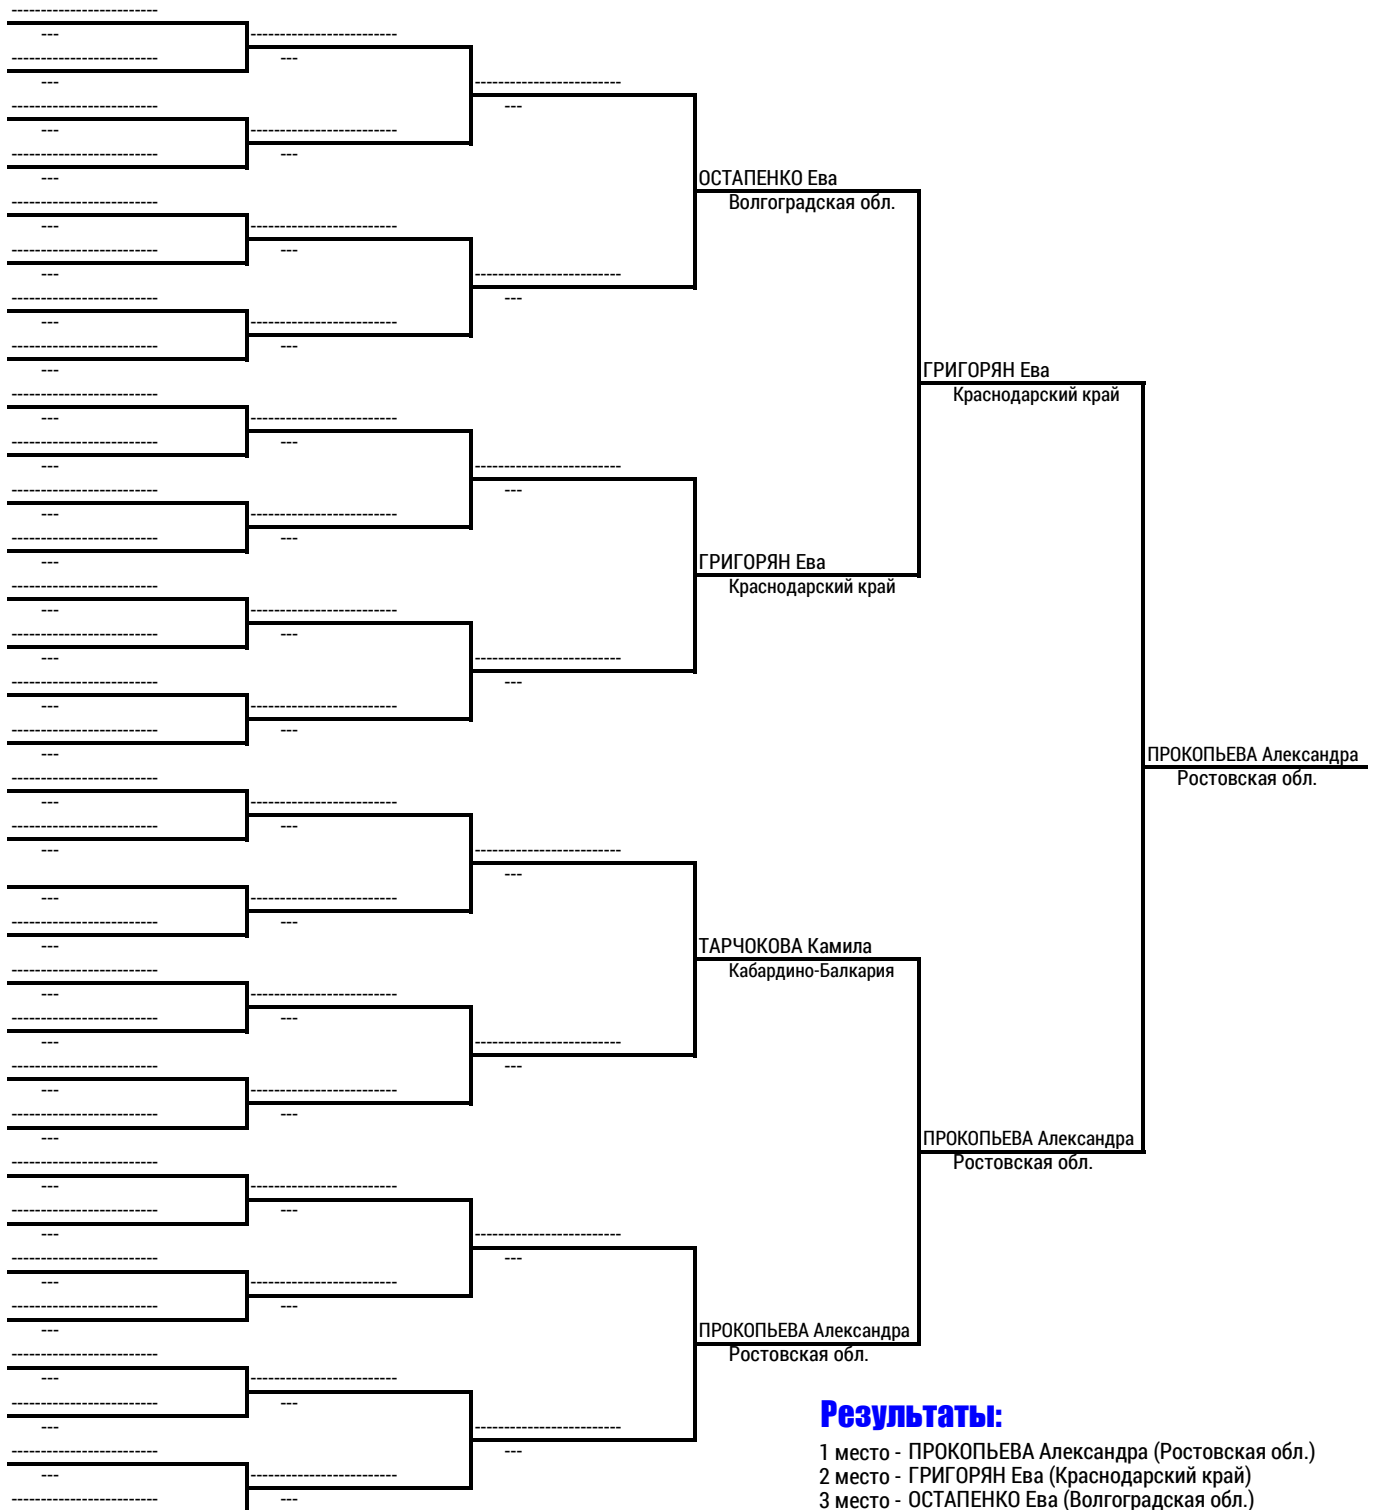 ОСТАПЕНКО Ева
Волгоградская обл.
ГРИГОРЯН Ева
Краснодарский край
ГРИГОРЯН Ева
Краснодарский край
ПРОКОПЬЕВА Александра
Ростовская обл.
ТАРЧОКОВА Камила
Кабардино-Балкария
ПРОКОПЬЕВА Александра
Ростовская обл.
ПРОКОПЬЕВА Александра
Ростовская обл.
Результаты:
1 место - ПРОКОПЬЕВА Александра (Ростовская обл.)
2 место - ГРИГОРЯН Ева (Краснодарский край)
3 место - ОСТАПЕНКО Ева (Волгоградская обл.)